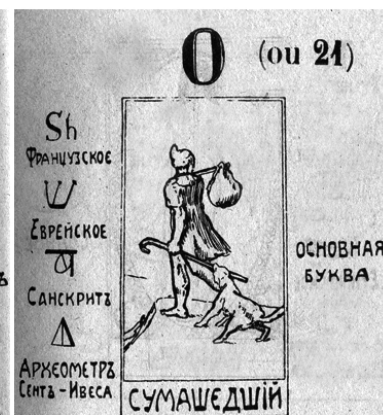 0 (ou 21)
Sh
ФРАНЦУЗСКОЕ
ש
ЕВРЕЙСКОЕ
САНСКРИТЪ
АРХЕОМЕТРЪ
СЕНТЪ-ИВЕСА
ОСНОВНАЯ
БУКВА
СУМАШЕДШІЙ